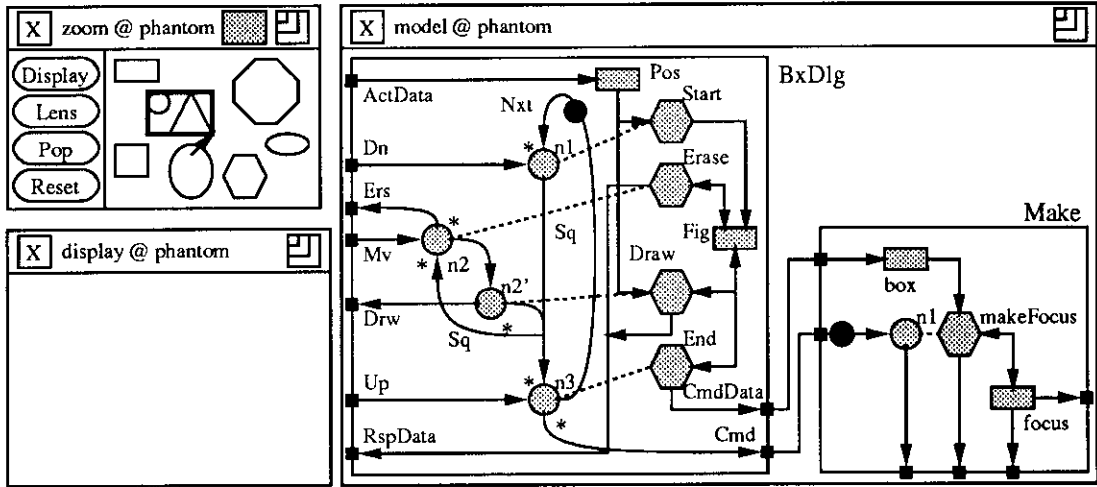 X zoom @ phantom
Display
Lens
Pop
Reset
X display @ phantom
X model @ phantom
BxDlg
ActData
Pos
Nxt
Start
Dn
* n1
Erase
Ers
*
Sq
Fig
Mv
* n2
Draw
n2'
Drw
Sq
*
End
Up
* n3
*
CmdData
Cmd
RspData
Make
box
n1
makeFocus
focus